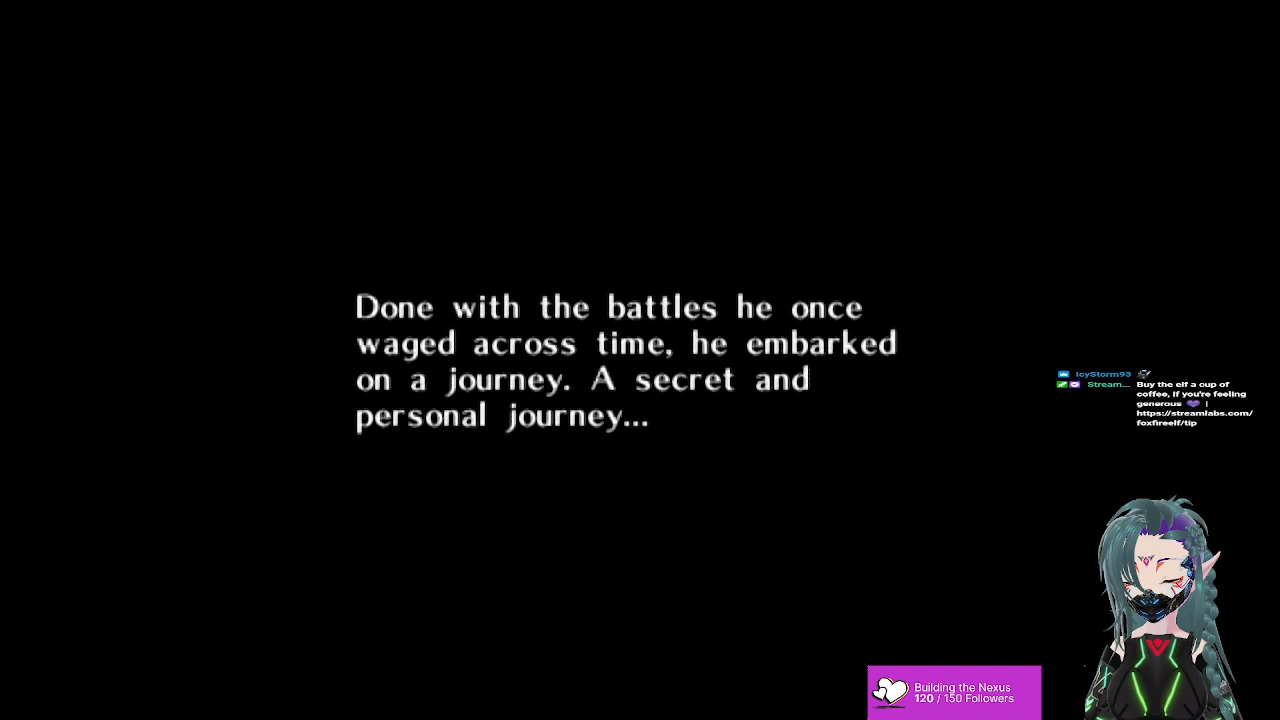 Done with the battles he once
waged across time, he embarked
on a journey. A secret and
personal journey...
IcyStorm93
Stream...
Buy the elf a cup of
coffee, if you're feeling
generous 💜 |
https://streamlabs.com/
foxfireelf/tip
Building the Nexus
120 / 150 Followers